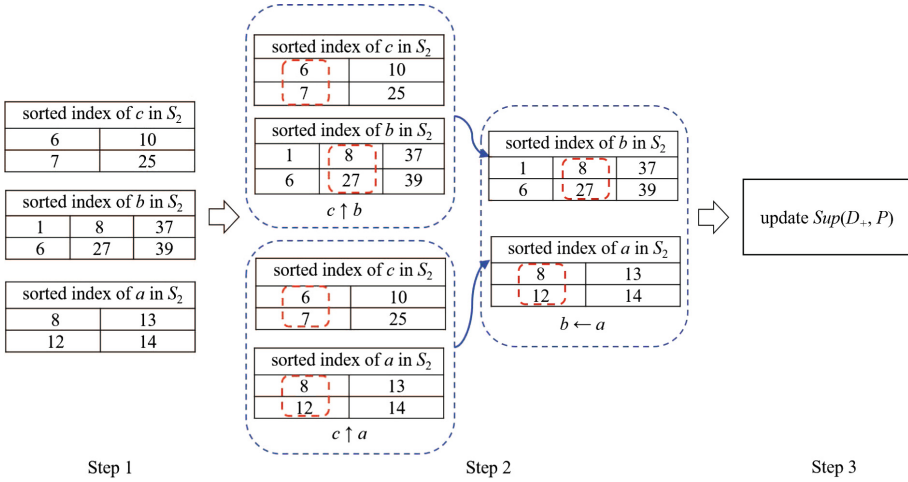 sorted index of c in S₂
6 10
7 25
sorted index of b in S₂
1 8 37
6 27 39
sorted index of a in S₂
8 13
12 14
sorted index of c in S₂
6 10
7 25
sorted index of b in S₂
1 8 37
6 27 39
c ↑ b
sorted index of c in S₂
6 10
7 25
sorted index of a in S₂
8 13
12 14
c ↑ a
sorted index of b in S₂
1 8 37
6 27 39
sorted index of a in S₂
8 13
12 14
b ← a
update Sup(D₊, P)
Step 1
Step 2
Step 3